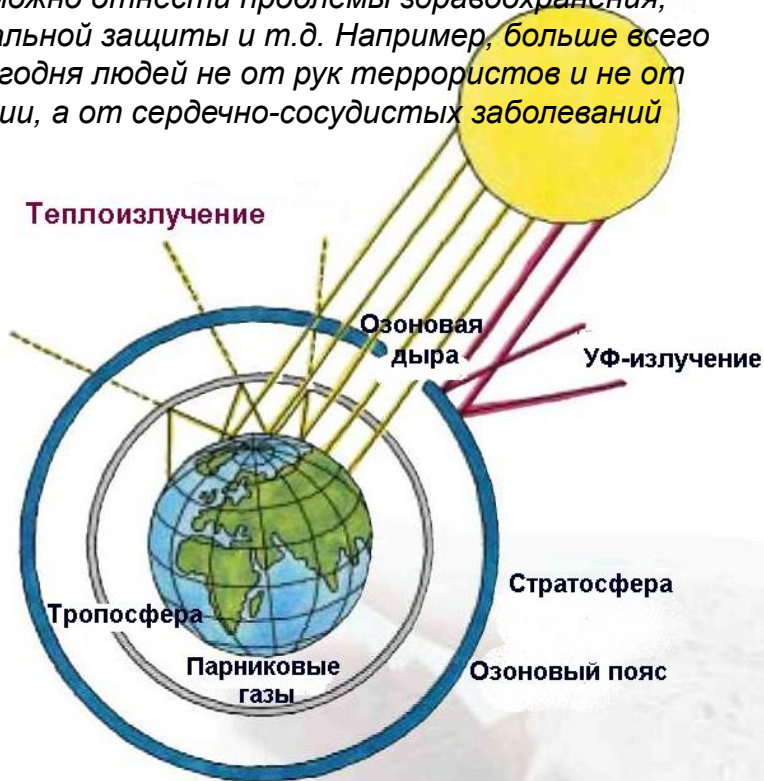 можно отнести проблемы здравоохранения,
альной защиты и т.д. Например, больше всего
годня людей не от рук террористов и не от
ии, а от сердечно-сосудистых заболеваний
Теплоизлучение
Озоновая
дыра
УФ-излучение
Стратосфера
Тропосфера
Парниковые
газы
Озоновый пояс